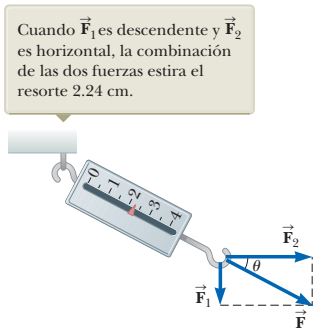 Cuando F⃗₁ es descendente y F⃗₂
es horizontal, la combinación
de las dos fuerzas estira el
resorte 2.24 cm.
0 1 2 3 4
F⃗₂
θ
F⃗₁
F⃗